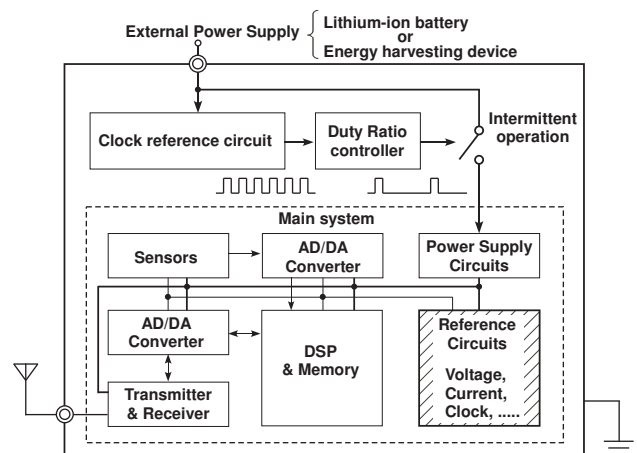 External Power Supply
Lithium-ion battery
or
Energy harvesting device
Clock reference circuit
Duty Ratio
controller
Intermittent
operation
Main system
Sensors
AD/DA
Converter
Power Supply
Circuits
AD/DA
Converter
DSP
& Memory
Reference
Circuits
Voltage,
Current,
Clock, .....
Transmitter
& Receiver